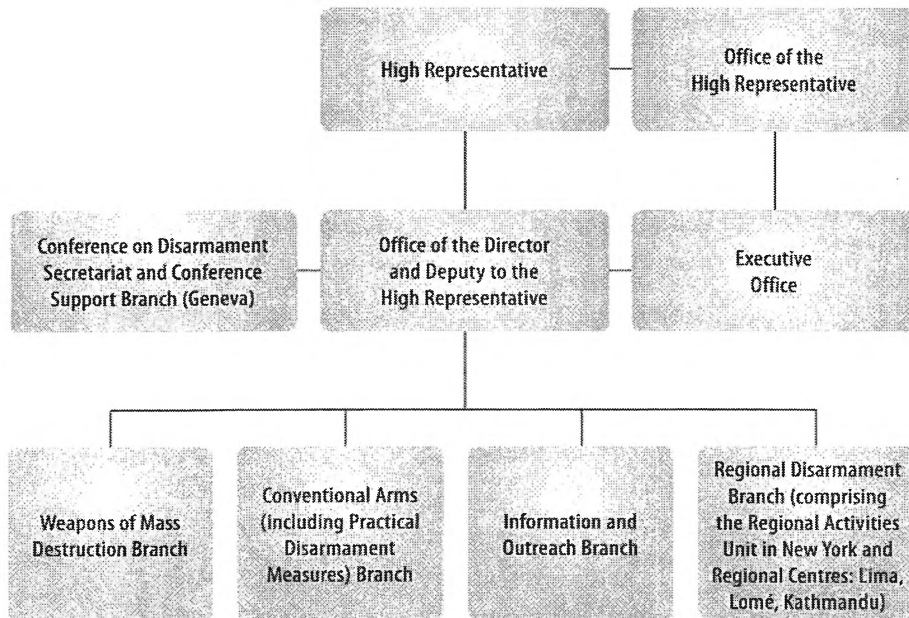 High Representative
Office of the
High Representative
Conference on Disarmament
Secretariat and Conference
Support Branch (Geneva)
Office of the Director
and Deputy to the
High Representative
Executive
Office
Weapons of Mass
Destruction Branch
Conventional Arms
(including Practical
Disarmament
Measures) Branch
Information and
Outreach Branch
Regional Disarmament
Branch (comprising
the Regional Activities
Unit in New York and
Regional Centres: Lima,
Lomé, Kathmandu)